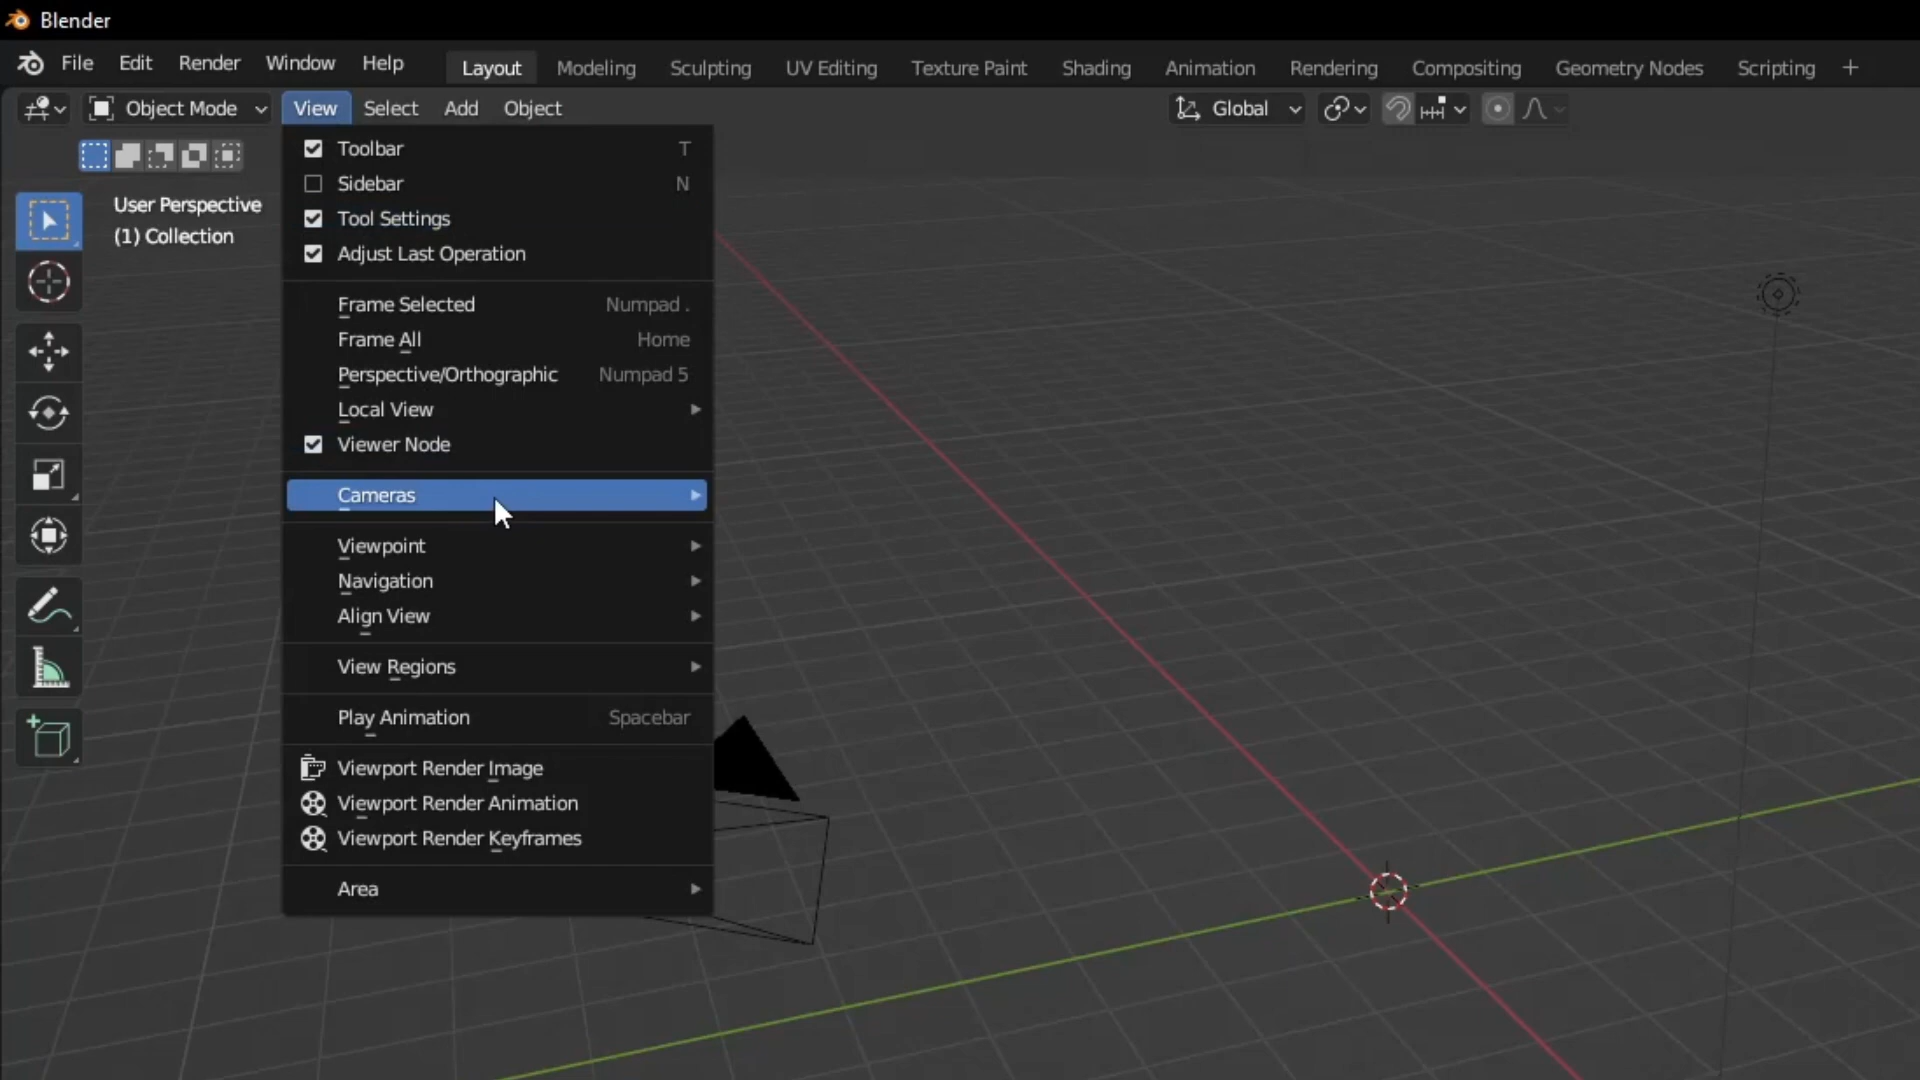 Blender
File Edit Render Window Help Layout Modeling Sculpting UV Editing Texture Paint Shading Animation Rendering Compositing Geometry Nodes Scripting +
Object Mode View Select Add Object Global
Toolbar T
Sidebar N
User Perspective
Tool Settings
(1) Collection
Adjust Last Operation
Frame Selected Numpad .
Frame All Home
Perspective/Orthographic Numpad 5
Local View
Viewer Node
Cameras
Viewpoint
Navigation
Align View
View Regions
Play Animation Spacebar
Viewport Render Image
Viewport Render Animation
Viewport Render Keyframes
Area